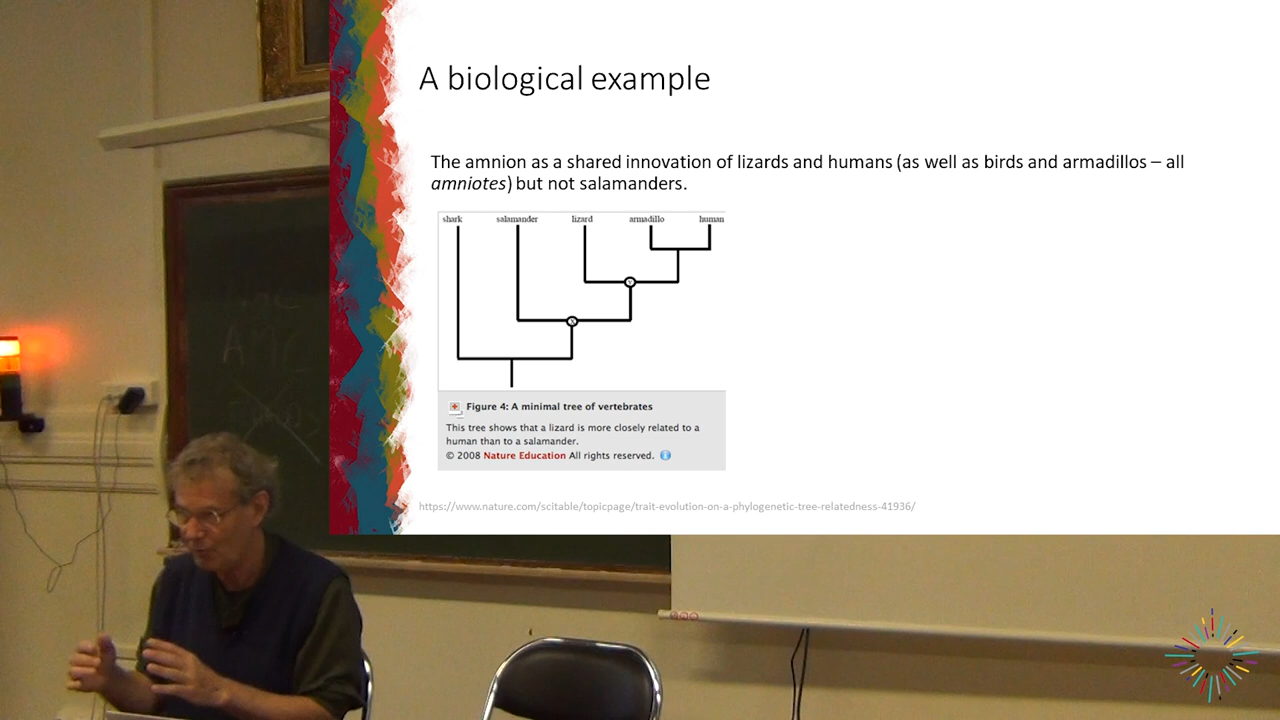 A biological example
The amnion as a shared innovation of lizards and humans (as well as birds and armadillos – all
amniotes) but not salamanders.
shark salamander lizard armadillo human
Figure 4: A minimal tree of vertebrates
This tree shows that a lizard is more closely related to a
human than to a salamander.
© 2008 Nature Education All rights reserved.
https://www.nature.com/scitable/topicpage/trait-evolution-on-a-phylogenetic-tree-relatedness-41936/